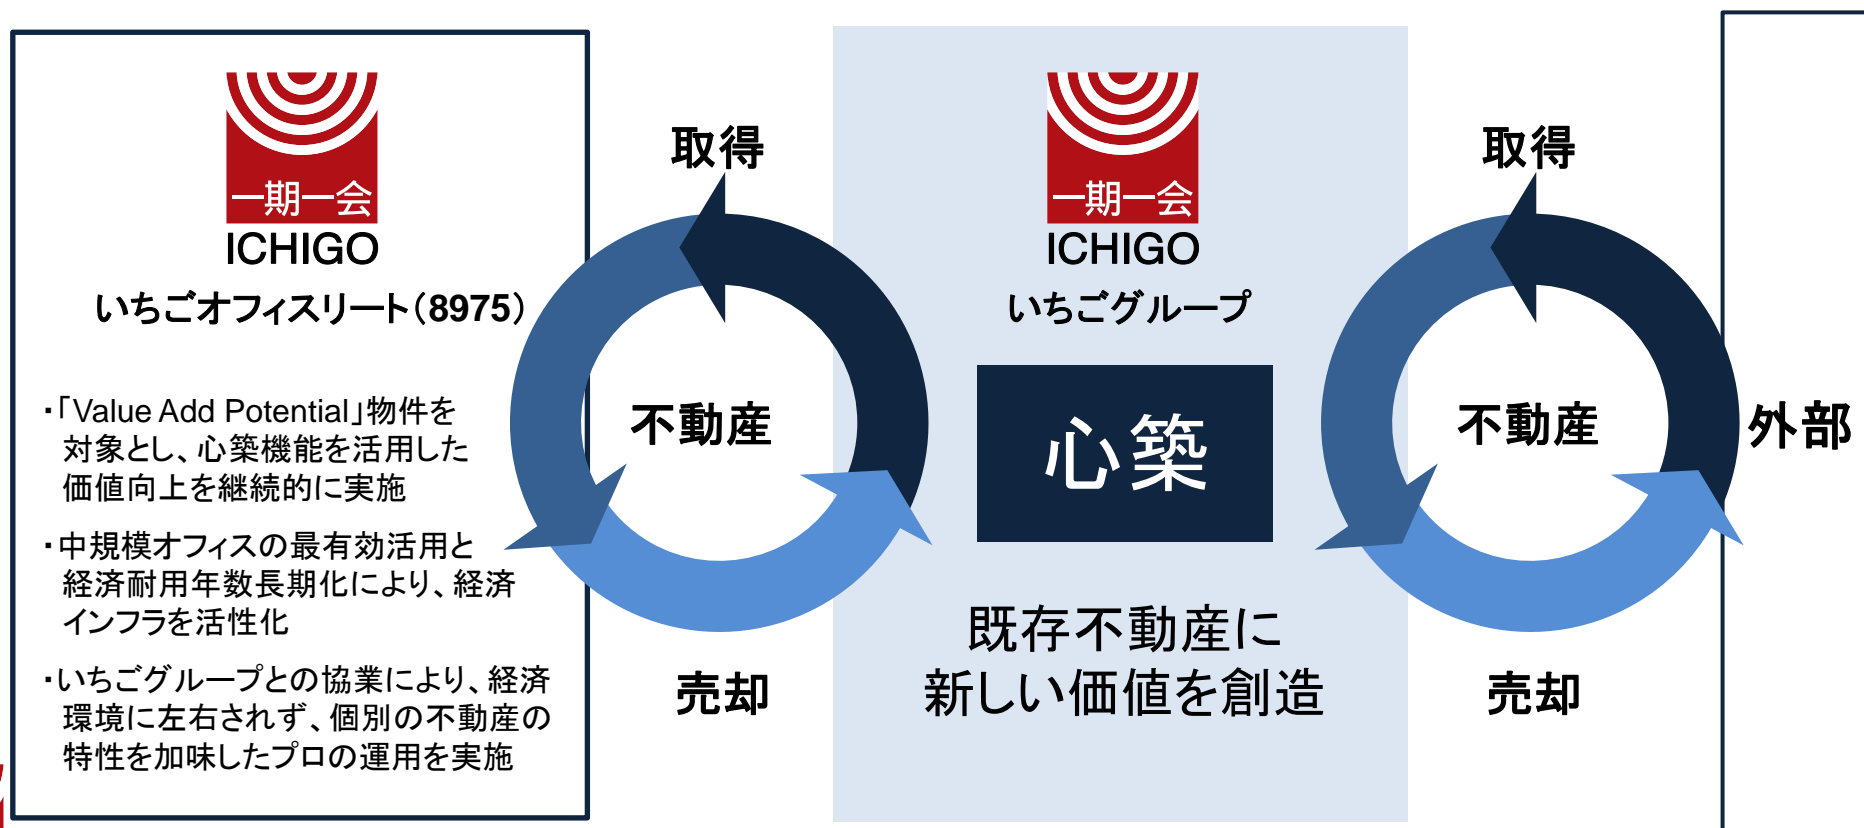 一期一会
ICHIGO
いちごオフィスリート（8975）
・「Value Add Potential」物件を
対象とし、心築機能を活用した
価値向上を継続的に実施
・中規模オフィスの最有効活用と
経済耐用年数長期化により、経済
インフラを活性化
・いちごグループとの協業により、経済
環境に左右されず、個別の不動産の
特性を加味したプロの運用を実施
取得
不動産
売却
一期一会
ICHIGO
いちごグループ
心築
既存不動産に
新しい価値を創造
取得
不動産
売却
外部